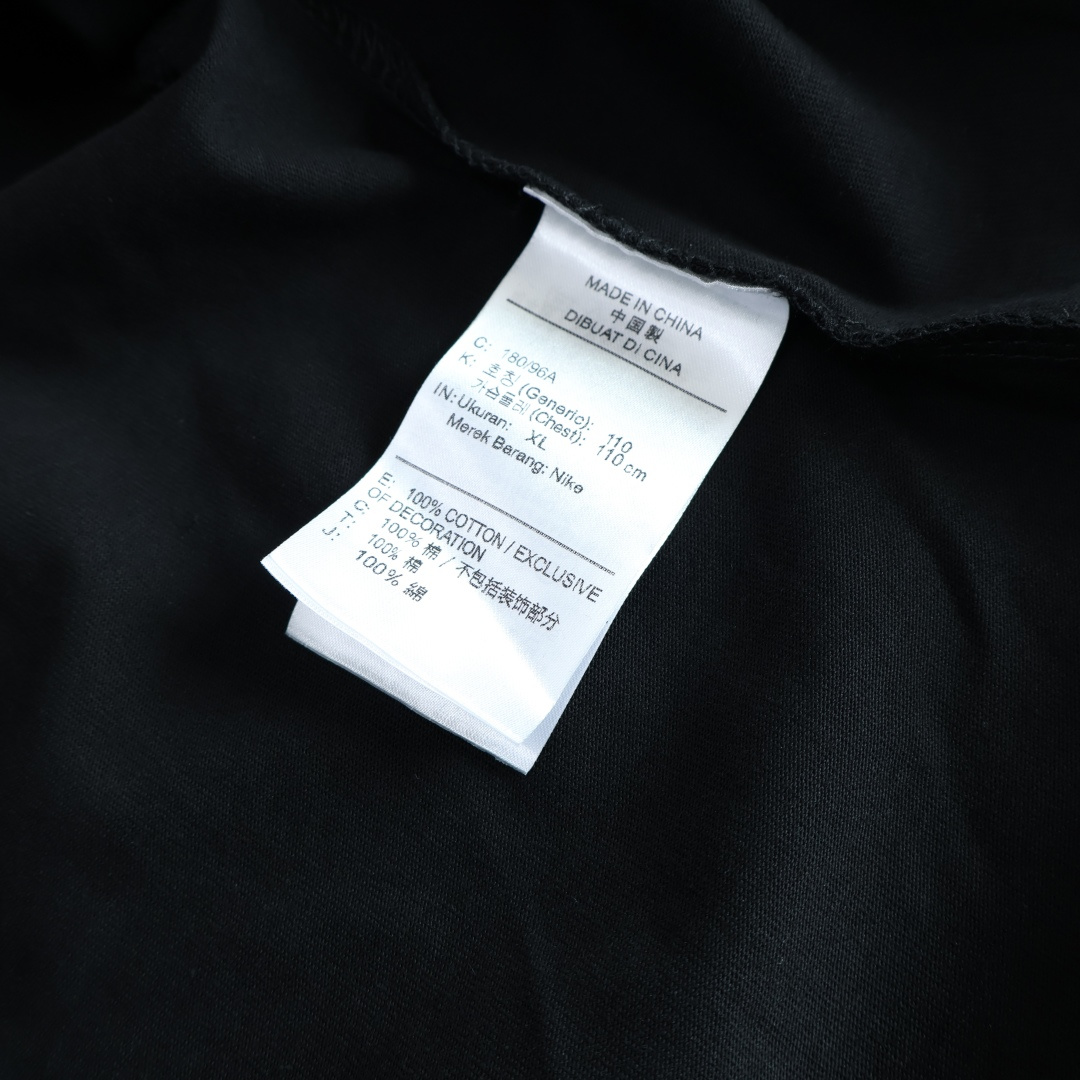 MADE IN CHINA
中国製
DIBUAT DI CINA
C: 180/96A
K: 호칭 (Generic): 110
가슴둘레 (Chest): 110 cm
IN: Ukuran: XL
Merek Barang: Nike
E: 100% COTTON / EXCLUSIVE
OF DECORATION
C: 100% 棉 / 不包括装饰部分
T: 100% 棉
J: 100% 綿